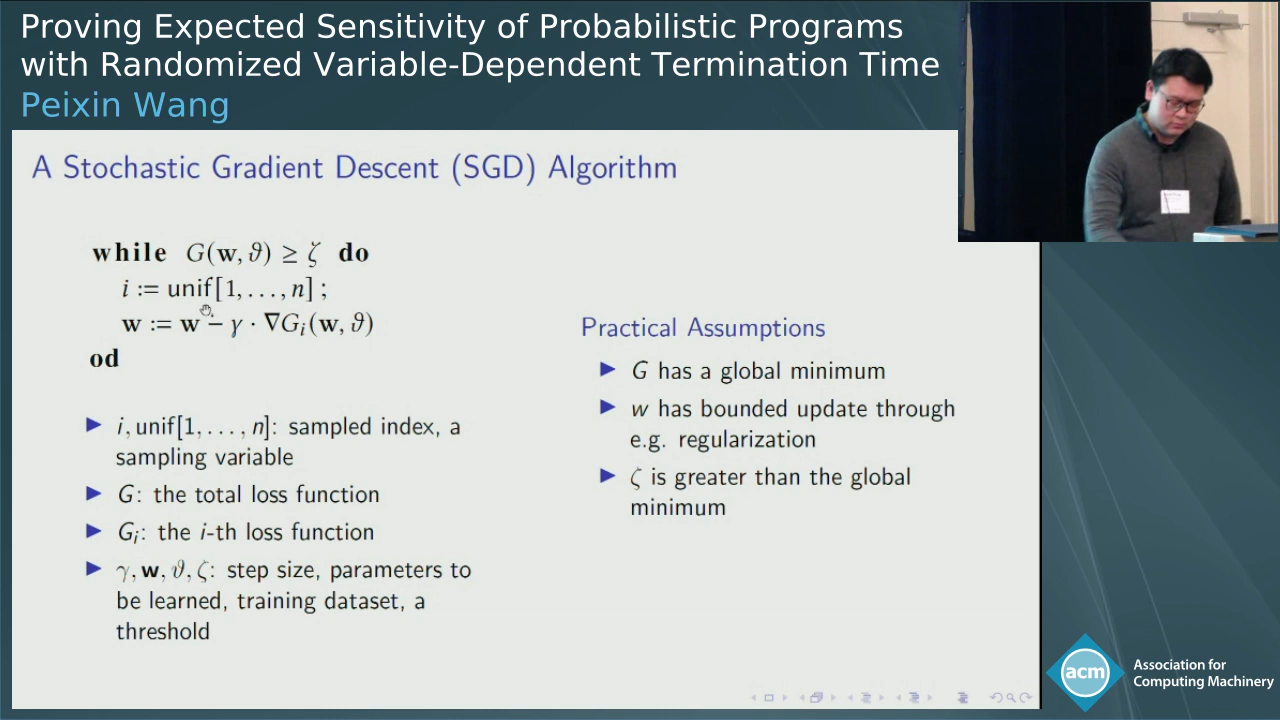 Proving Expected Sensitivity of Probabilistic Programs
with Randomized Variable-Dependent Termination Time
Peixin Wang
A Stochastic Gradient Descent (SGD) Algorithm
while G(w, ϑ) ≥ ζ do
i := unif[1, . . . , n] ;
w := w − γ · ∇G_i(w, ϑ)
od
▶ i, unif[1, . . . , n]: sampled index, a
sampling variable
▶ G: the total loss function
▶ G_i: the i-th loss function
▶ γ, w, ϑ, ζ: step size, parameters to
be learned, training dataset, a
threshold
Practical Assumptions
▶ G has a global minimum
▶ w has bounded update through
e.g. regularization
▶ ζ is greater than the global
minimum
acm
Association for
Computing Machinery